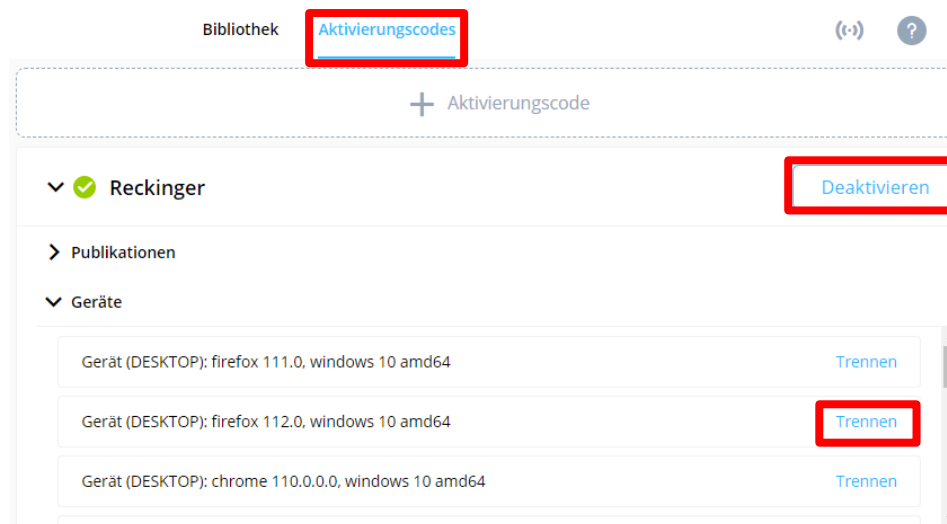 Bibliothek Aktivierungscodes ?
+ Aktivierungscode
Reckinger Deaktivieren
Publikationen
Geräte
Gerät (DESKTOP): firefox 111.0, windows 10 amd64 Trennen
Gerät (DESKTOP): firefox 112.0, windows 10 amd64 Trennen
Gerät (DESKTOP): chrome 110.0.0.0, windows 10 amd64 Trennen